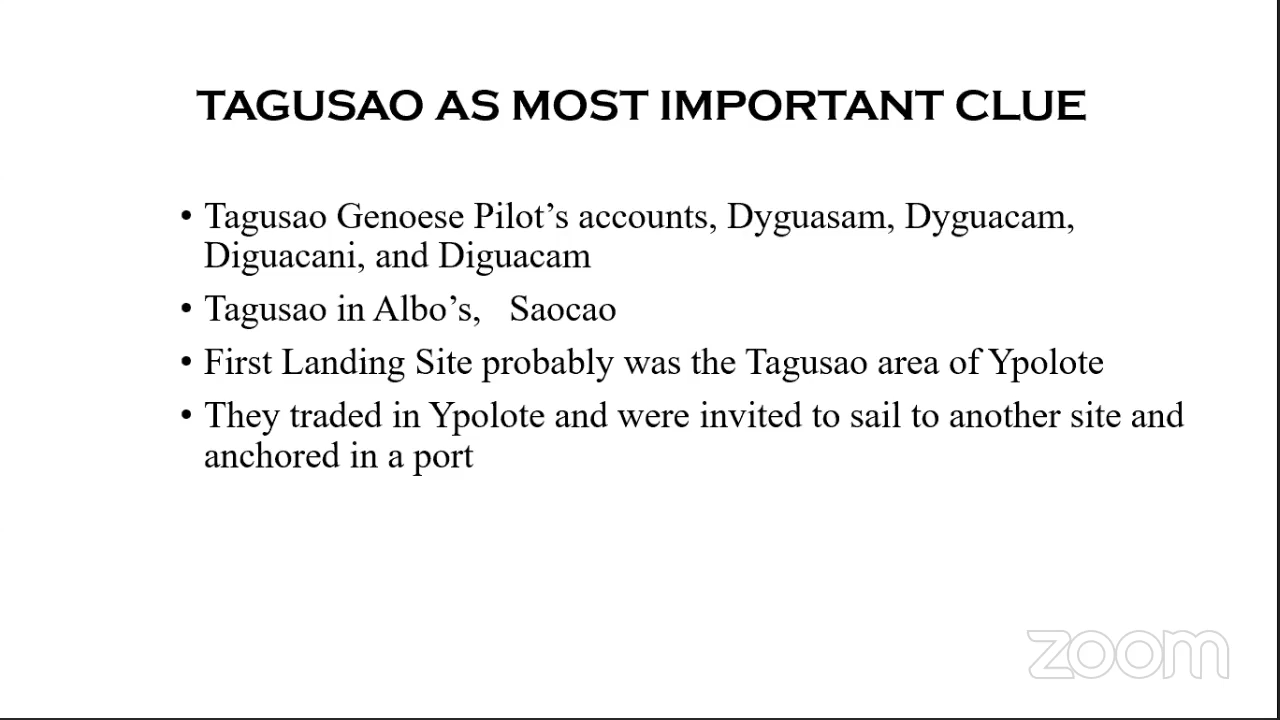 TAGUSAO AS MOST IMPORTANT CLUE
• Tagusao Genoese Pilot’s accounts, Dyguasam, Dyguacam,
Diguacani, and Diguacam
• Tagusao in Albo’s,   Saocao
• First Landing Site probably was the Tagusao area of Ypolote
• They traded in Ypolote and were invited to sail to another site and
anchored in a port
zoom